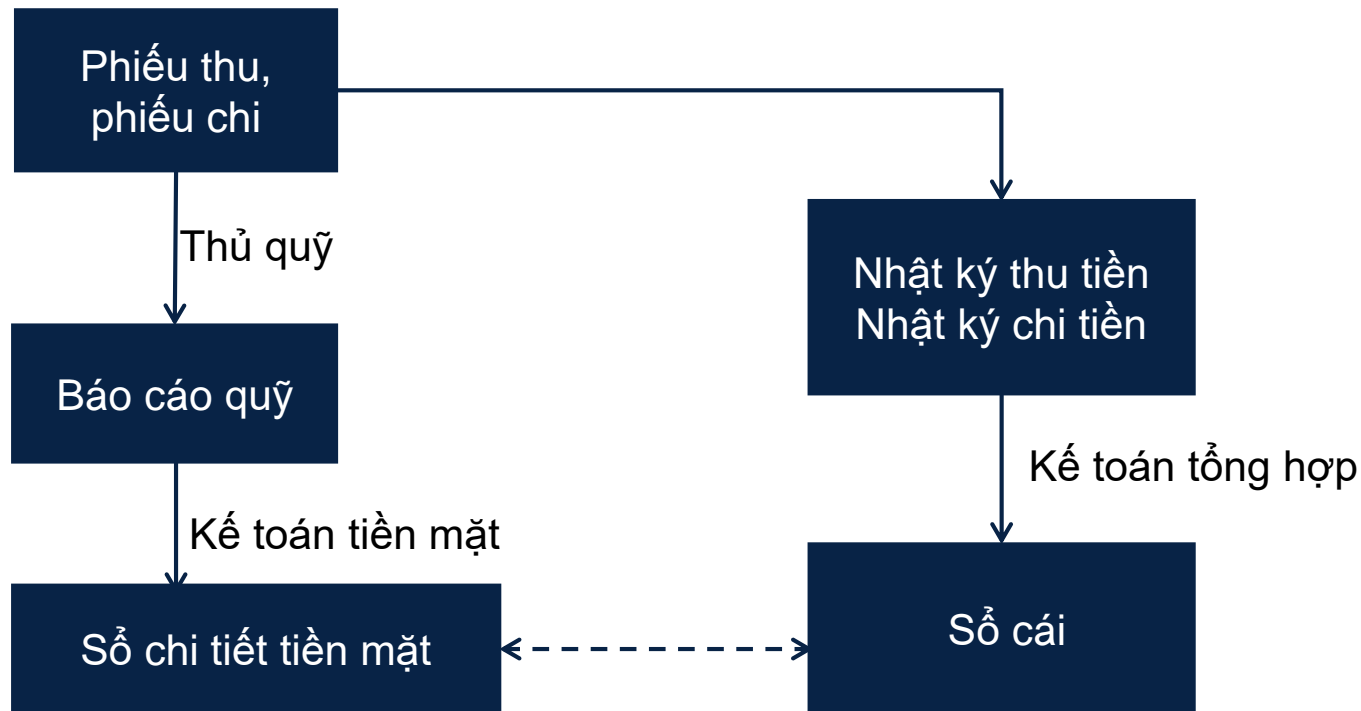 Phiếu thu,
phiếu chi
Thủ quỹ
Nhật ký thu tiền
Nhật ký chi tiền
Báo cáo quỹ
Kế toán tổng hợp
Kế toán tiền mặt
Sổ chi tiết tiền mặt
Sổ cái